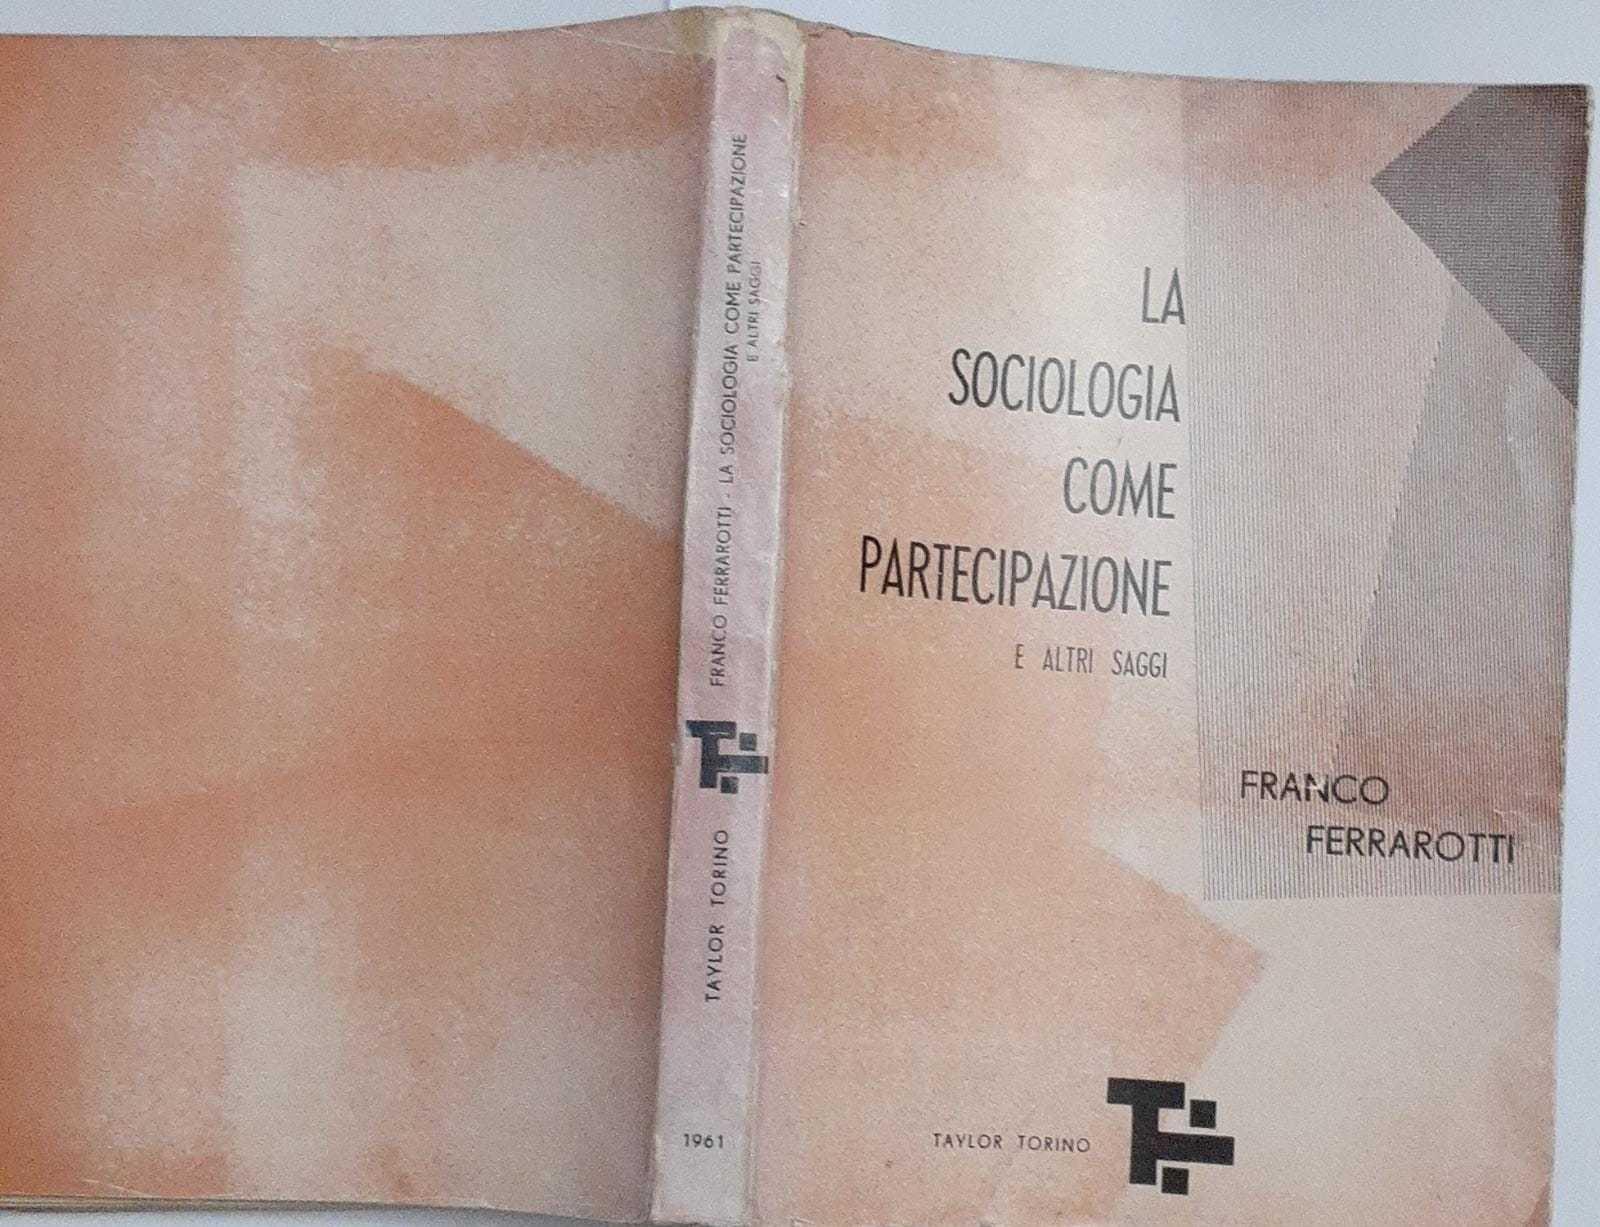 FRANCO FERRAROTTI - LA SOCIOLOGIA COME PARTECIPAZIONE
E ALTRI SAGGI
TAYLOR TORINO
1961
LA
SOCIOLOGIA
COME
PARTECIPAZIONE
E ALTRI SAGGI
FRANCO
FERRAROTTI
TAYLOR TORINO